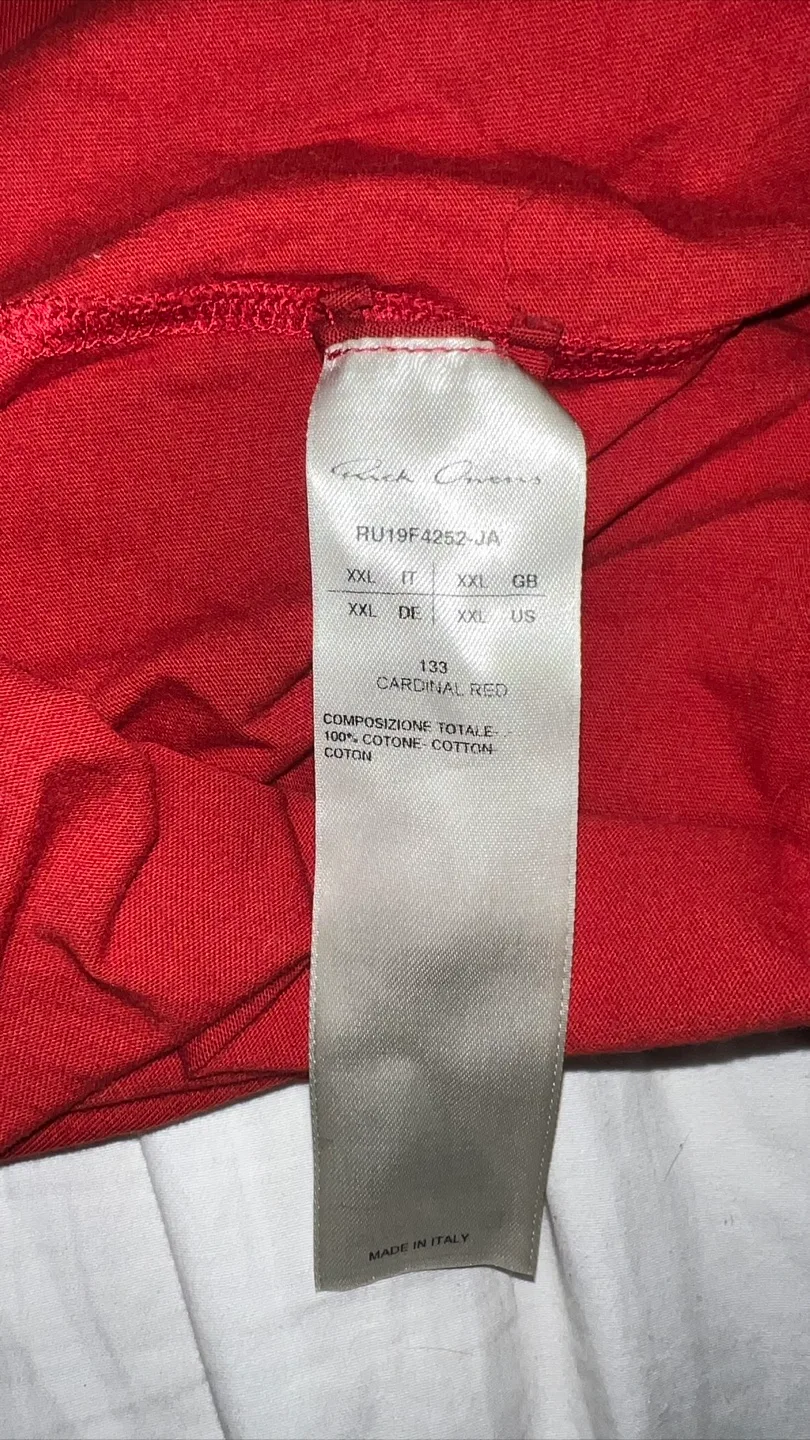 Rick Owens
RU19F4252-JA
XXL IT XXL GB
XXL DE XXL US
133
CARDINAL RED
COMPOSIZIONE TOTALE-
100% COTONE- COTTON-
COTON
MADE IN ITALY